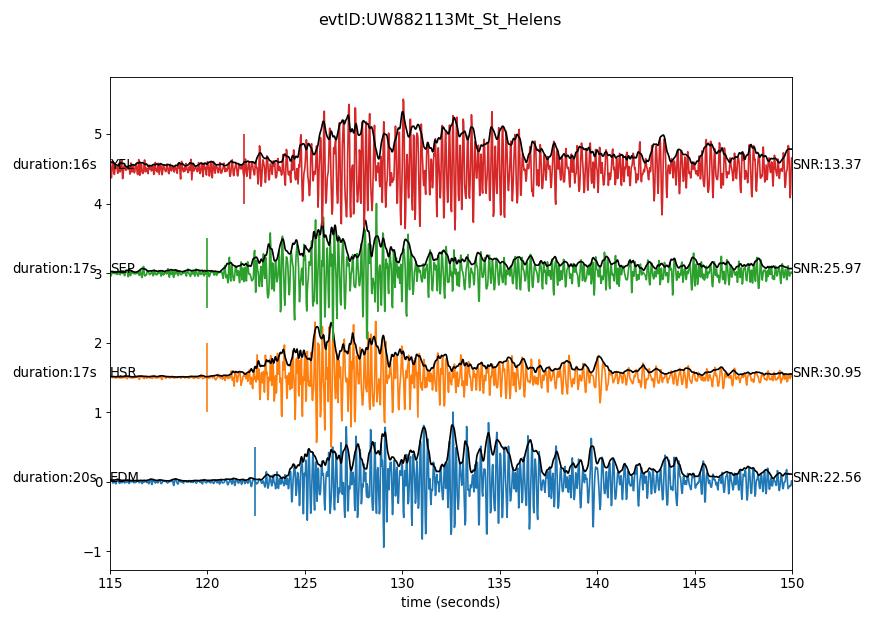 evtID:UW882113Mt_St_Helens
5
duration:16s YEL SNR:13.37
4
duration:17s SEP SNR:25.97
3
2
duration:17s HSR SNR:30.95
1
duration:20s EDM SNR:22.56
0
−1
115 120 125 130 135 140 145 150
time (seconds)